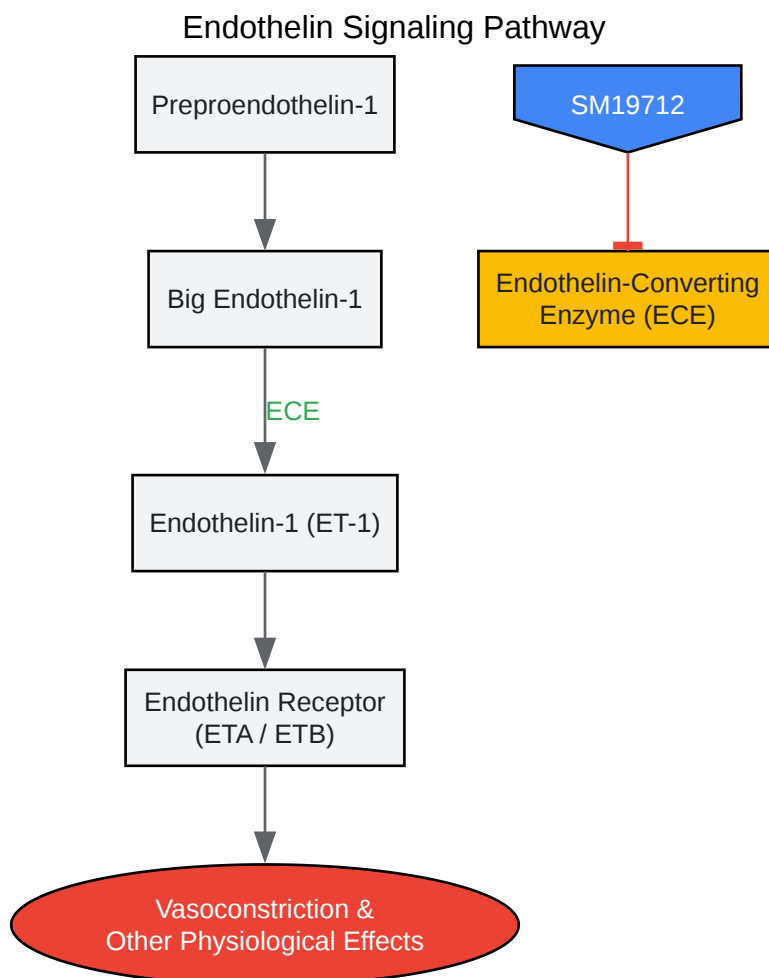 Endothelin Signaling Pathway
Preproendothelin-1
SM19712
Big Endothelin-1
Endothelin-Converting
Enzyme (ECE)
ECE
Endothelin-1 (ET-1)
Endothelin Receptor
(ETA / ETB)
Vasoconstriction &
Other Physiological Effects